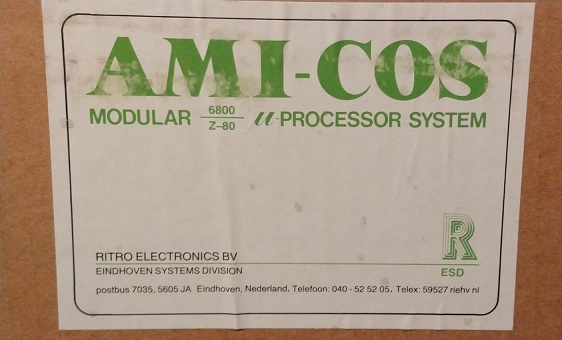 AMI-COS
MODULAR 6800/Z-80 µ-PROCESSOR SYSTEM
R
RITRO ELECTRONICS BV
EINDHOVEN SYSTEMS DIVISION
ESD
postbus 7035, 5605 JA Eindhoven, Nederland. Telefoon: 040 - 52 52 05. Telex: 59527 riehv nl